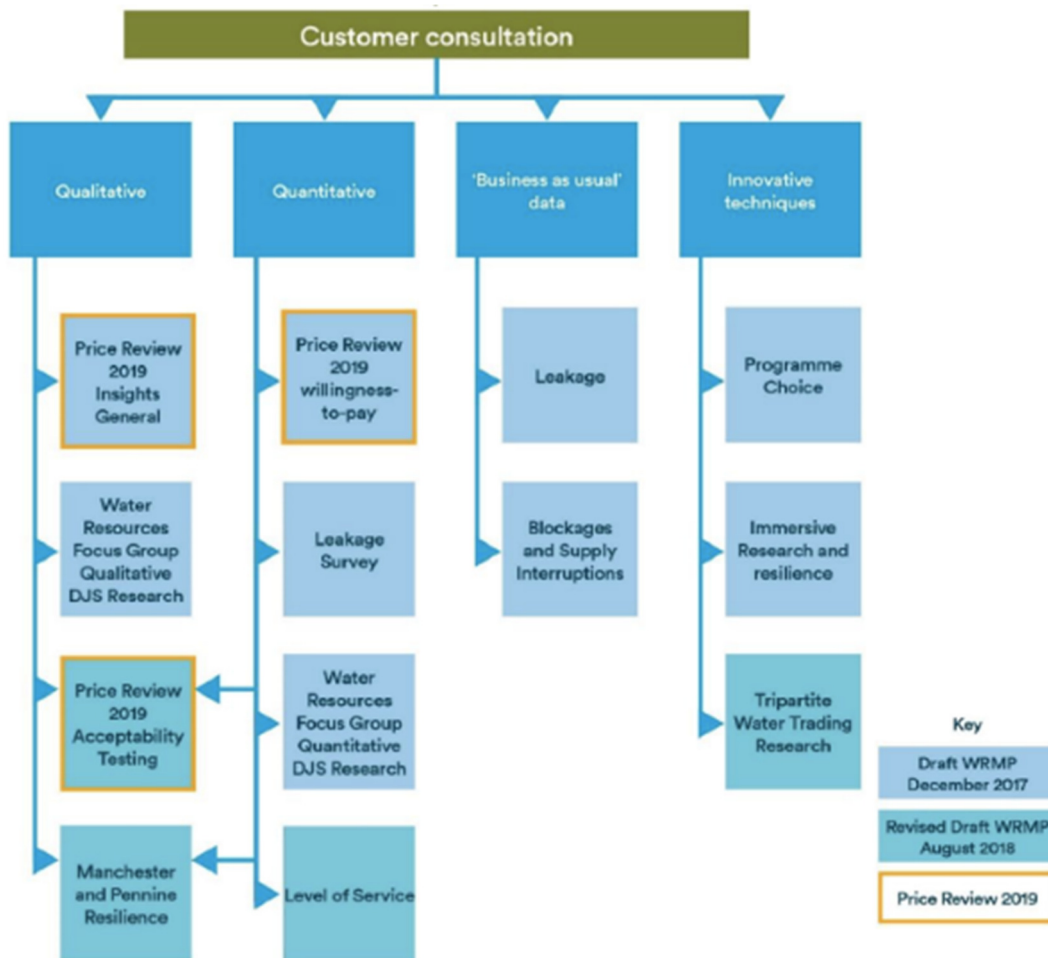 Customer consultation
Qualitative
Quantitative
'Business as usual'
data
Innovative
techniques
Price Review
2019
Insights
General
Price Review
2019
willingness-
to-pay
Leakage
Programme
Choice
Water
Resources
Focus Group
Qualitative
DJS Research
Leakage
Survey
Blockages
and Supply
Interruptions
Immersive
Research and
resilience
Price Review
2019
Acceptability
Testing
Water
Resources
Focus Group
Quantitative
DJS Research
Tripartite
Water Trading
Research
Manchester
and Pennine
Resilience
Level of Service
Key
Draft WRMP
December 2017
Revised Draft WRMP
August 2018
Price Review 2019